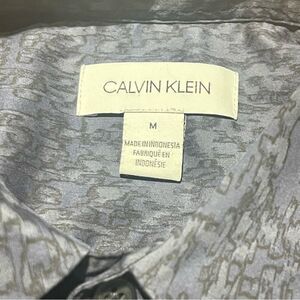 CALVIN KLEIN
M
MADE IN INDONESIA
FABRIQUÉ EN
INDONÉSIE